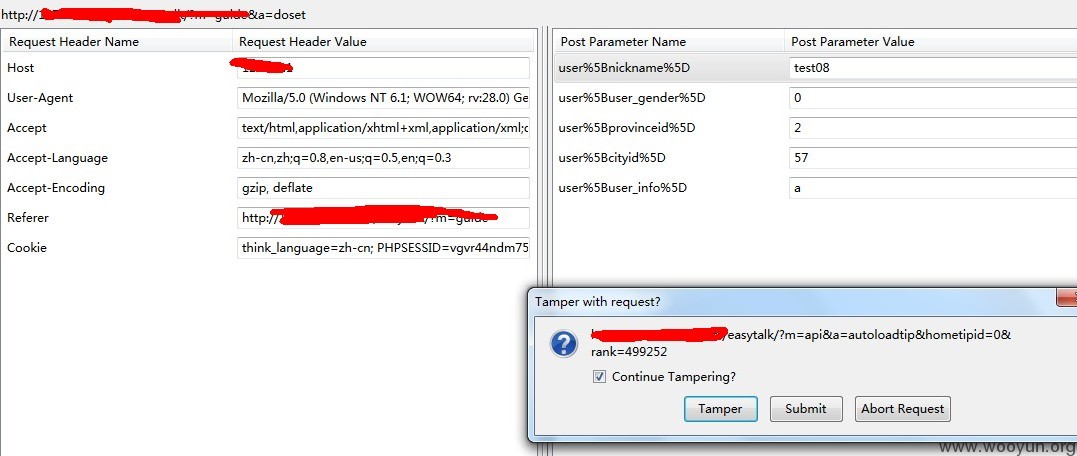 http://1 /?m=guide&a=doset
Request Header Name Request Header Value
Host
User-Agent Mozilla/5.0 (Windows NT 6.1; WOW64; rv:28.0) Ge
Accept text/html,application/xhtml+xml,application/xml;c
Accept-Language zh-cn,zh;q=0.8,en-us;q=0.5,en;q=0.3
Accept-Encoding gzip, deflate
Referer http:/ /?m=guide
Cookie think_language=zh-cn; PHPSESSID=vgvr44ndm75
Post Parameter Name Post Parameter Value
user%5Bnickname%5D test08
user%5Buser_gender%5D 0
user%5Bprovinceid%5D 2
user%5Bcityid%5D 57
user%5Buser_info%5D a
Tamper with request?
/easytalk/?m=api&a=autoloadtip&hometipid=0&
rank=499252
Continue Tampering?
Tamper Submit Abort Request
www.wooyun.org